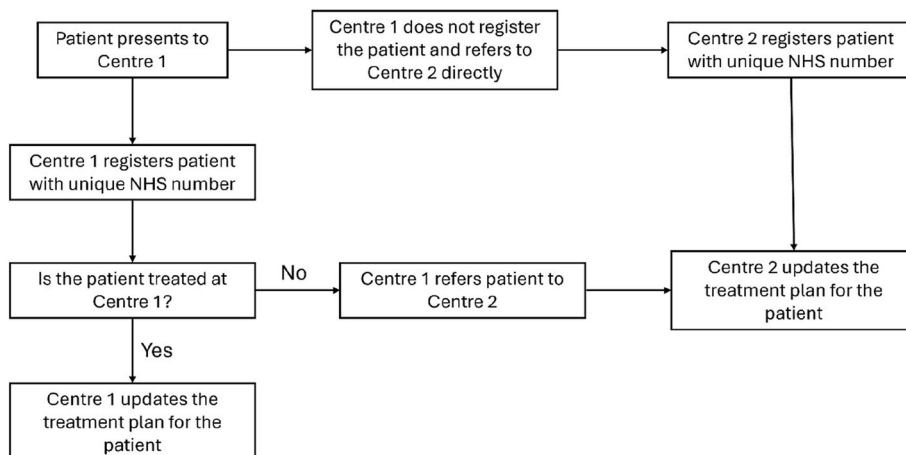 Patient presents to
Centre 1
Centre 1 does not register
the patient and refers to
Centre 2 directly
Centre 2 registers patient
with unique NHS number
Centre 1 registers patient
with unique NHS number
Is the patient treated at
Centre 1?
No
Centre 1 refers patient to
Centre 2
Centre 2 updates the
treatment plan for the
patient
Yes
Centre 1 updates the
treatment plan for the
patient